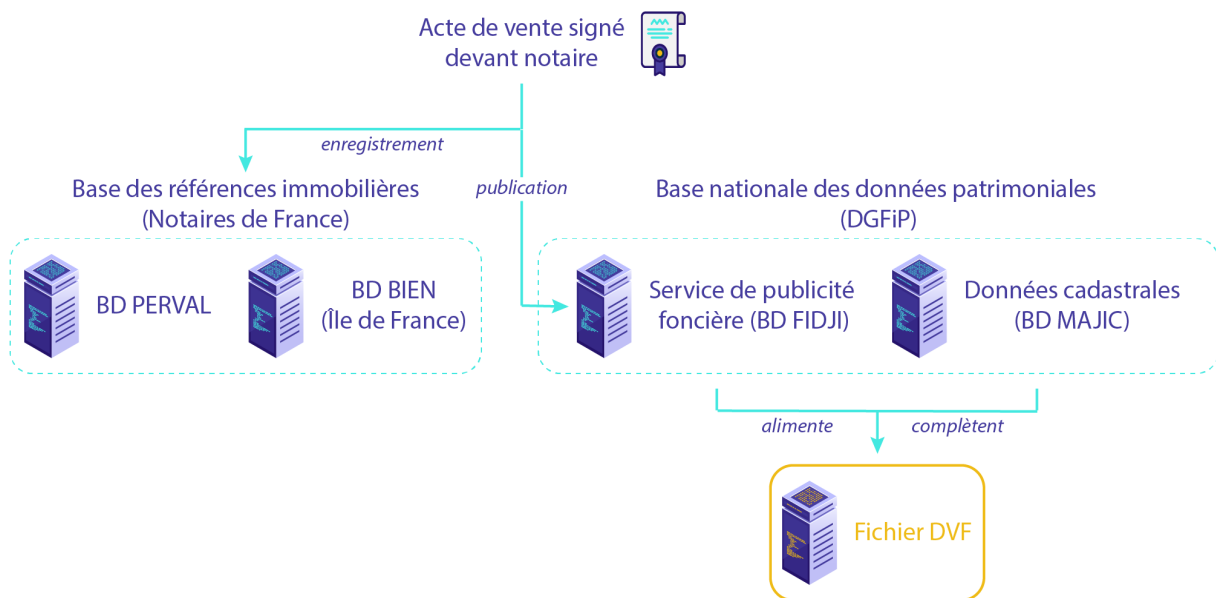 Acte de vente signé
devant notaire
enregistrement
publication
Base des références immobilières
(Notaires de France)
BD PERVAL
BD BIEN
(Île de France)
Base nationale des données patrimoniales
(DGFiP)
Service de publicité
foncière (BD FIDJI)
Données cadastrales
(BD MAJIC)
alimente
complètent
Fichier DVF